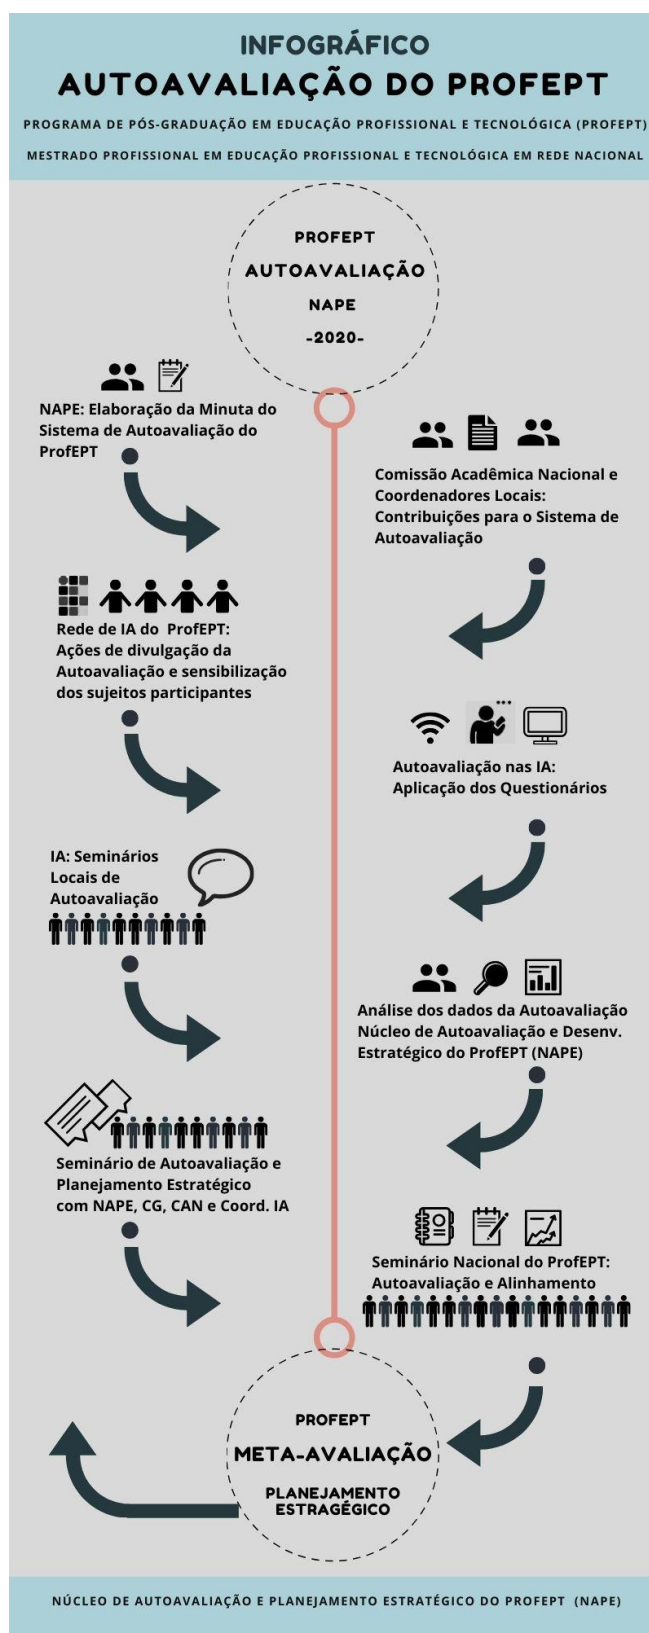 INFOGRÁFICO
AUTOAVALIAÇÃO DO PROFEPT
PROGRAMA DE PÓS-GRADUAÇÃO EM EDUCAÇÃO PROFISSIONAL E TECNOLÓGICA (PROFEPT)
MESTRADO PROFISSIONAL EM EDUCAÇÃO PROFISSIONAL E TECNOLÓGICA EM REDE NACIONAL
PROFEPT
AUTOAVALIAÇÃO
NAPE
-2020-
NAPE: Elaboração da Minuta do
Sistema de Autoavaliação do
ProfEPT
Comissão Acadêmica Nacional e
Coordenadores Locais:
Contribuições para o Sistema de
Autoavaliação
Rede de IA do ProfEPT:
Ações de divulgação da
Autoavaliação e sensibilização
dos sujeitos participantes
Autoavaliação nas IA:
Aplicação dos Questionários
IA: Seminários
Locais de
Autoavaliação
Análise dos dados da Autoavaliação
Núcleo de Autoavaliação e Desenv.
Estratégico do ProfEPT (NAPE)
Seminário de Autoavaliação e
Planejamento Estratégico
com NAPE, CG, CAN e Coord. IA
Seminário Nacional do ProfEPT:
Autoavaliação e Alinhamento
PROFEPT
META-AVALIAÇÃO
PLANEJAMENTO
ESTRAGÉGICO
NÚCLEO DE AUTOAVALIAÇÃO E PLANEJAMENTO ESTRATÉGICO DO PROFEPT (NAPE)